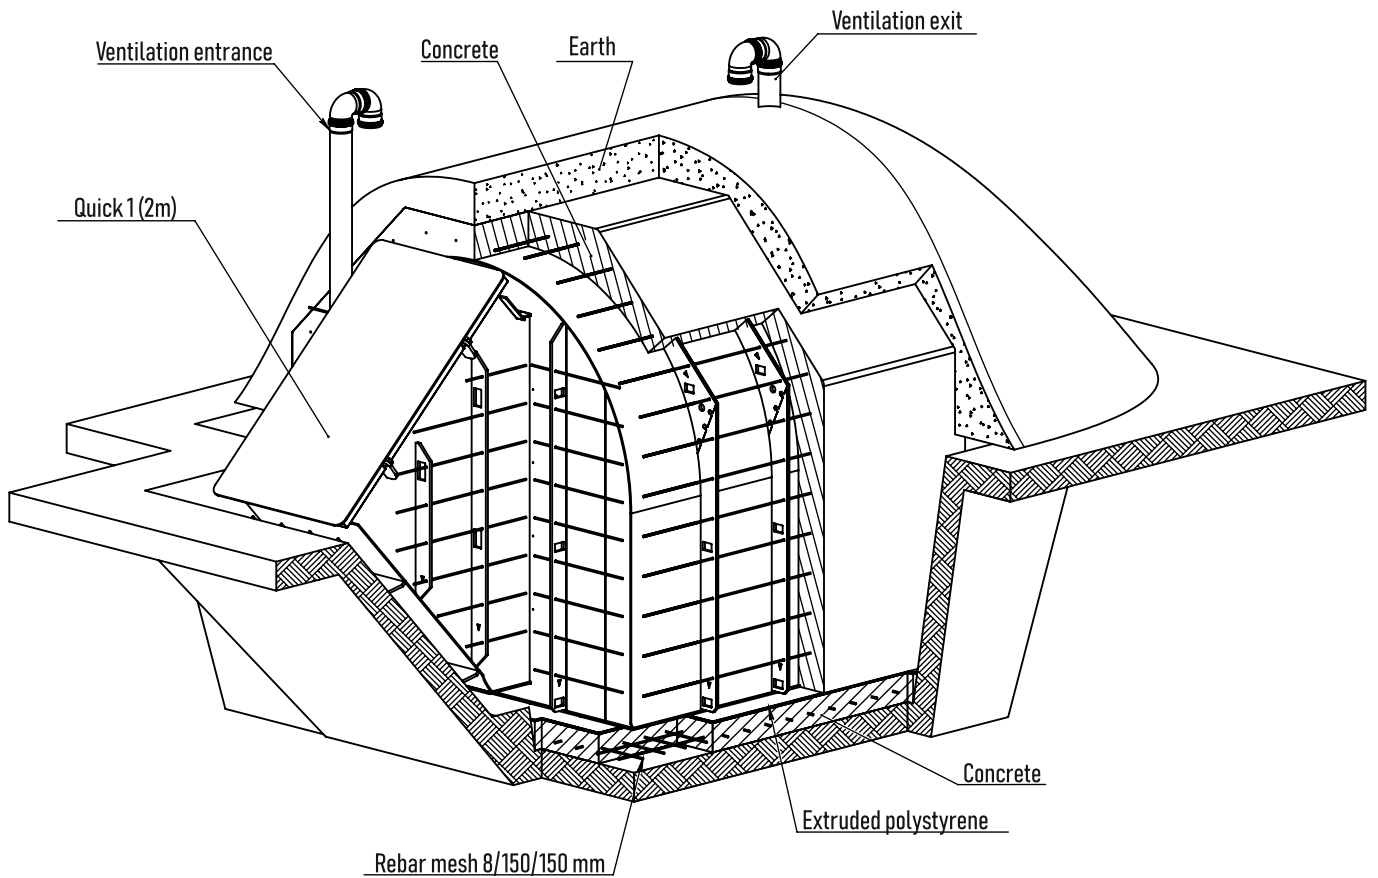 Ventilation exit
Ventilation entrance
Concrete
Earth
Quick 1 (2m)
Concrete
Extruded polystyrene
Rebar mesh 8/150/150 mm